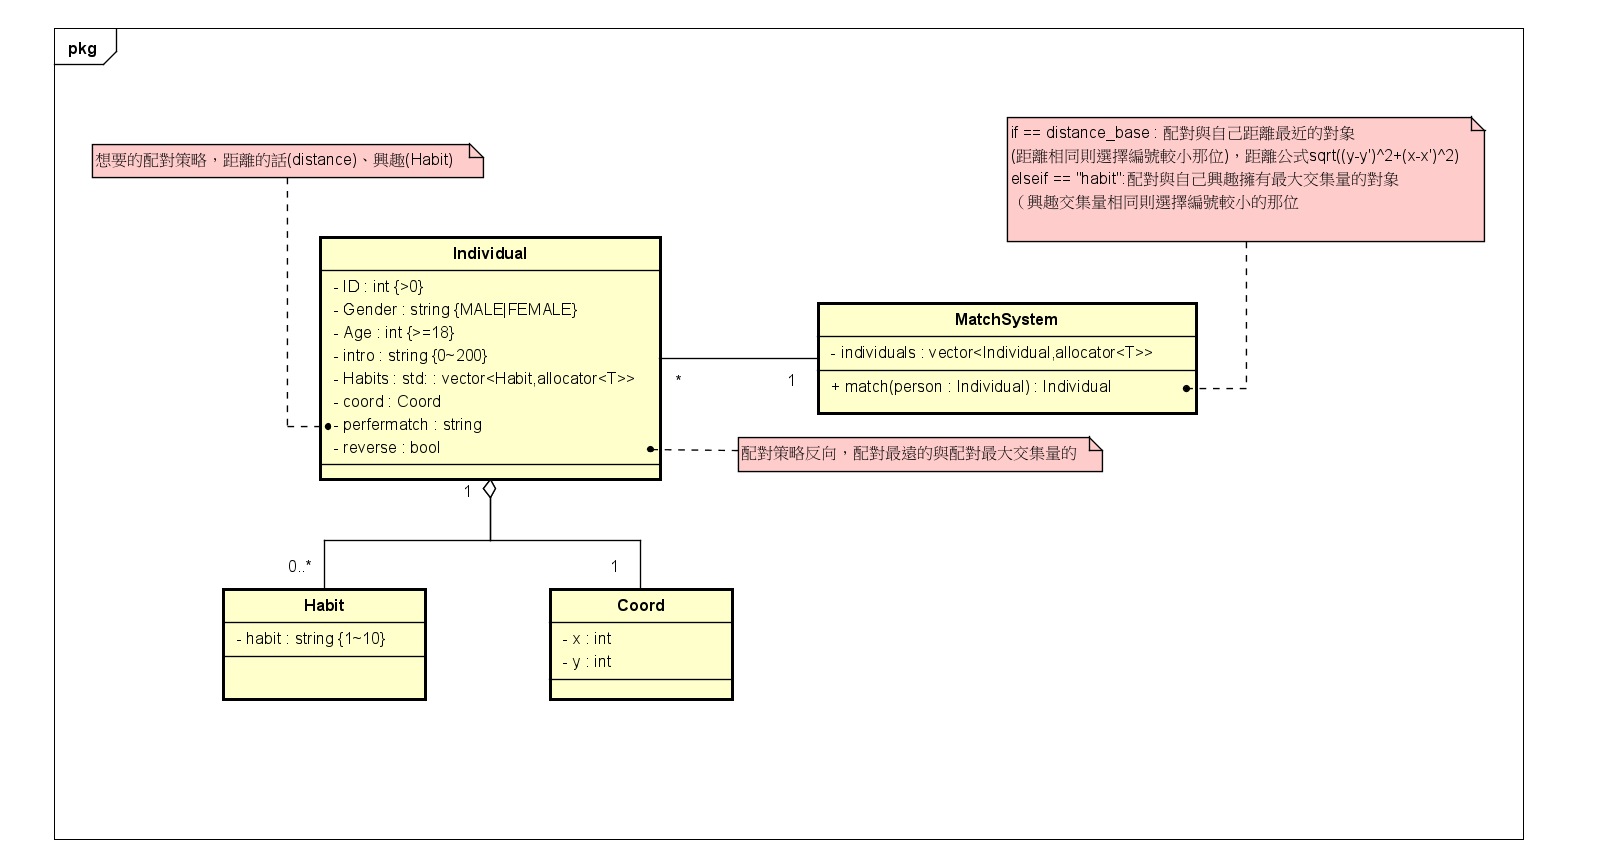 pkg
if == distance_base : 配對與自己距離最近的對象
(距離相同則選擇編號較小那位)，距離公式sqrt((y-y')^2+(x-x')^2)
elseif == "habit":配對與自己興趣擁有最大交集量的對象
（興趣交集量相同則選擇編號較小的那位
想要的配對策略，距離的話(distance)、興趣(Habit)
Individual
- ID : int {>0}
- Gender : string {MALE|FEMALE}
- Age : int {>=18}
- intro : string {0~200}
- Habits : std: : vector<Habit,allocator<T>>
- coord : Coord
- perfermatch : string
- reverse : bool
MatchSystem
- individuals : vector<Individual,allocator<T>>
+ match(person : Individual) : Individual
*
1
配對策略反向，配對最遠的與配對最大交集量的
1
0..*
1
Habit
- habit : string {1~10}
Coord
- x : int
- y : int